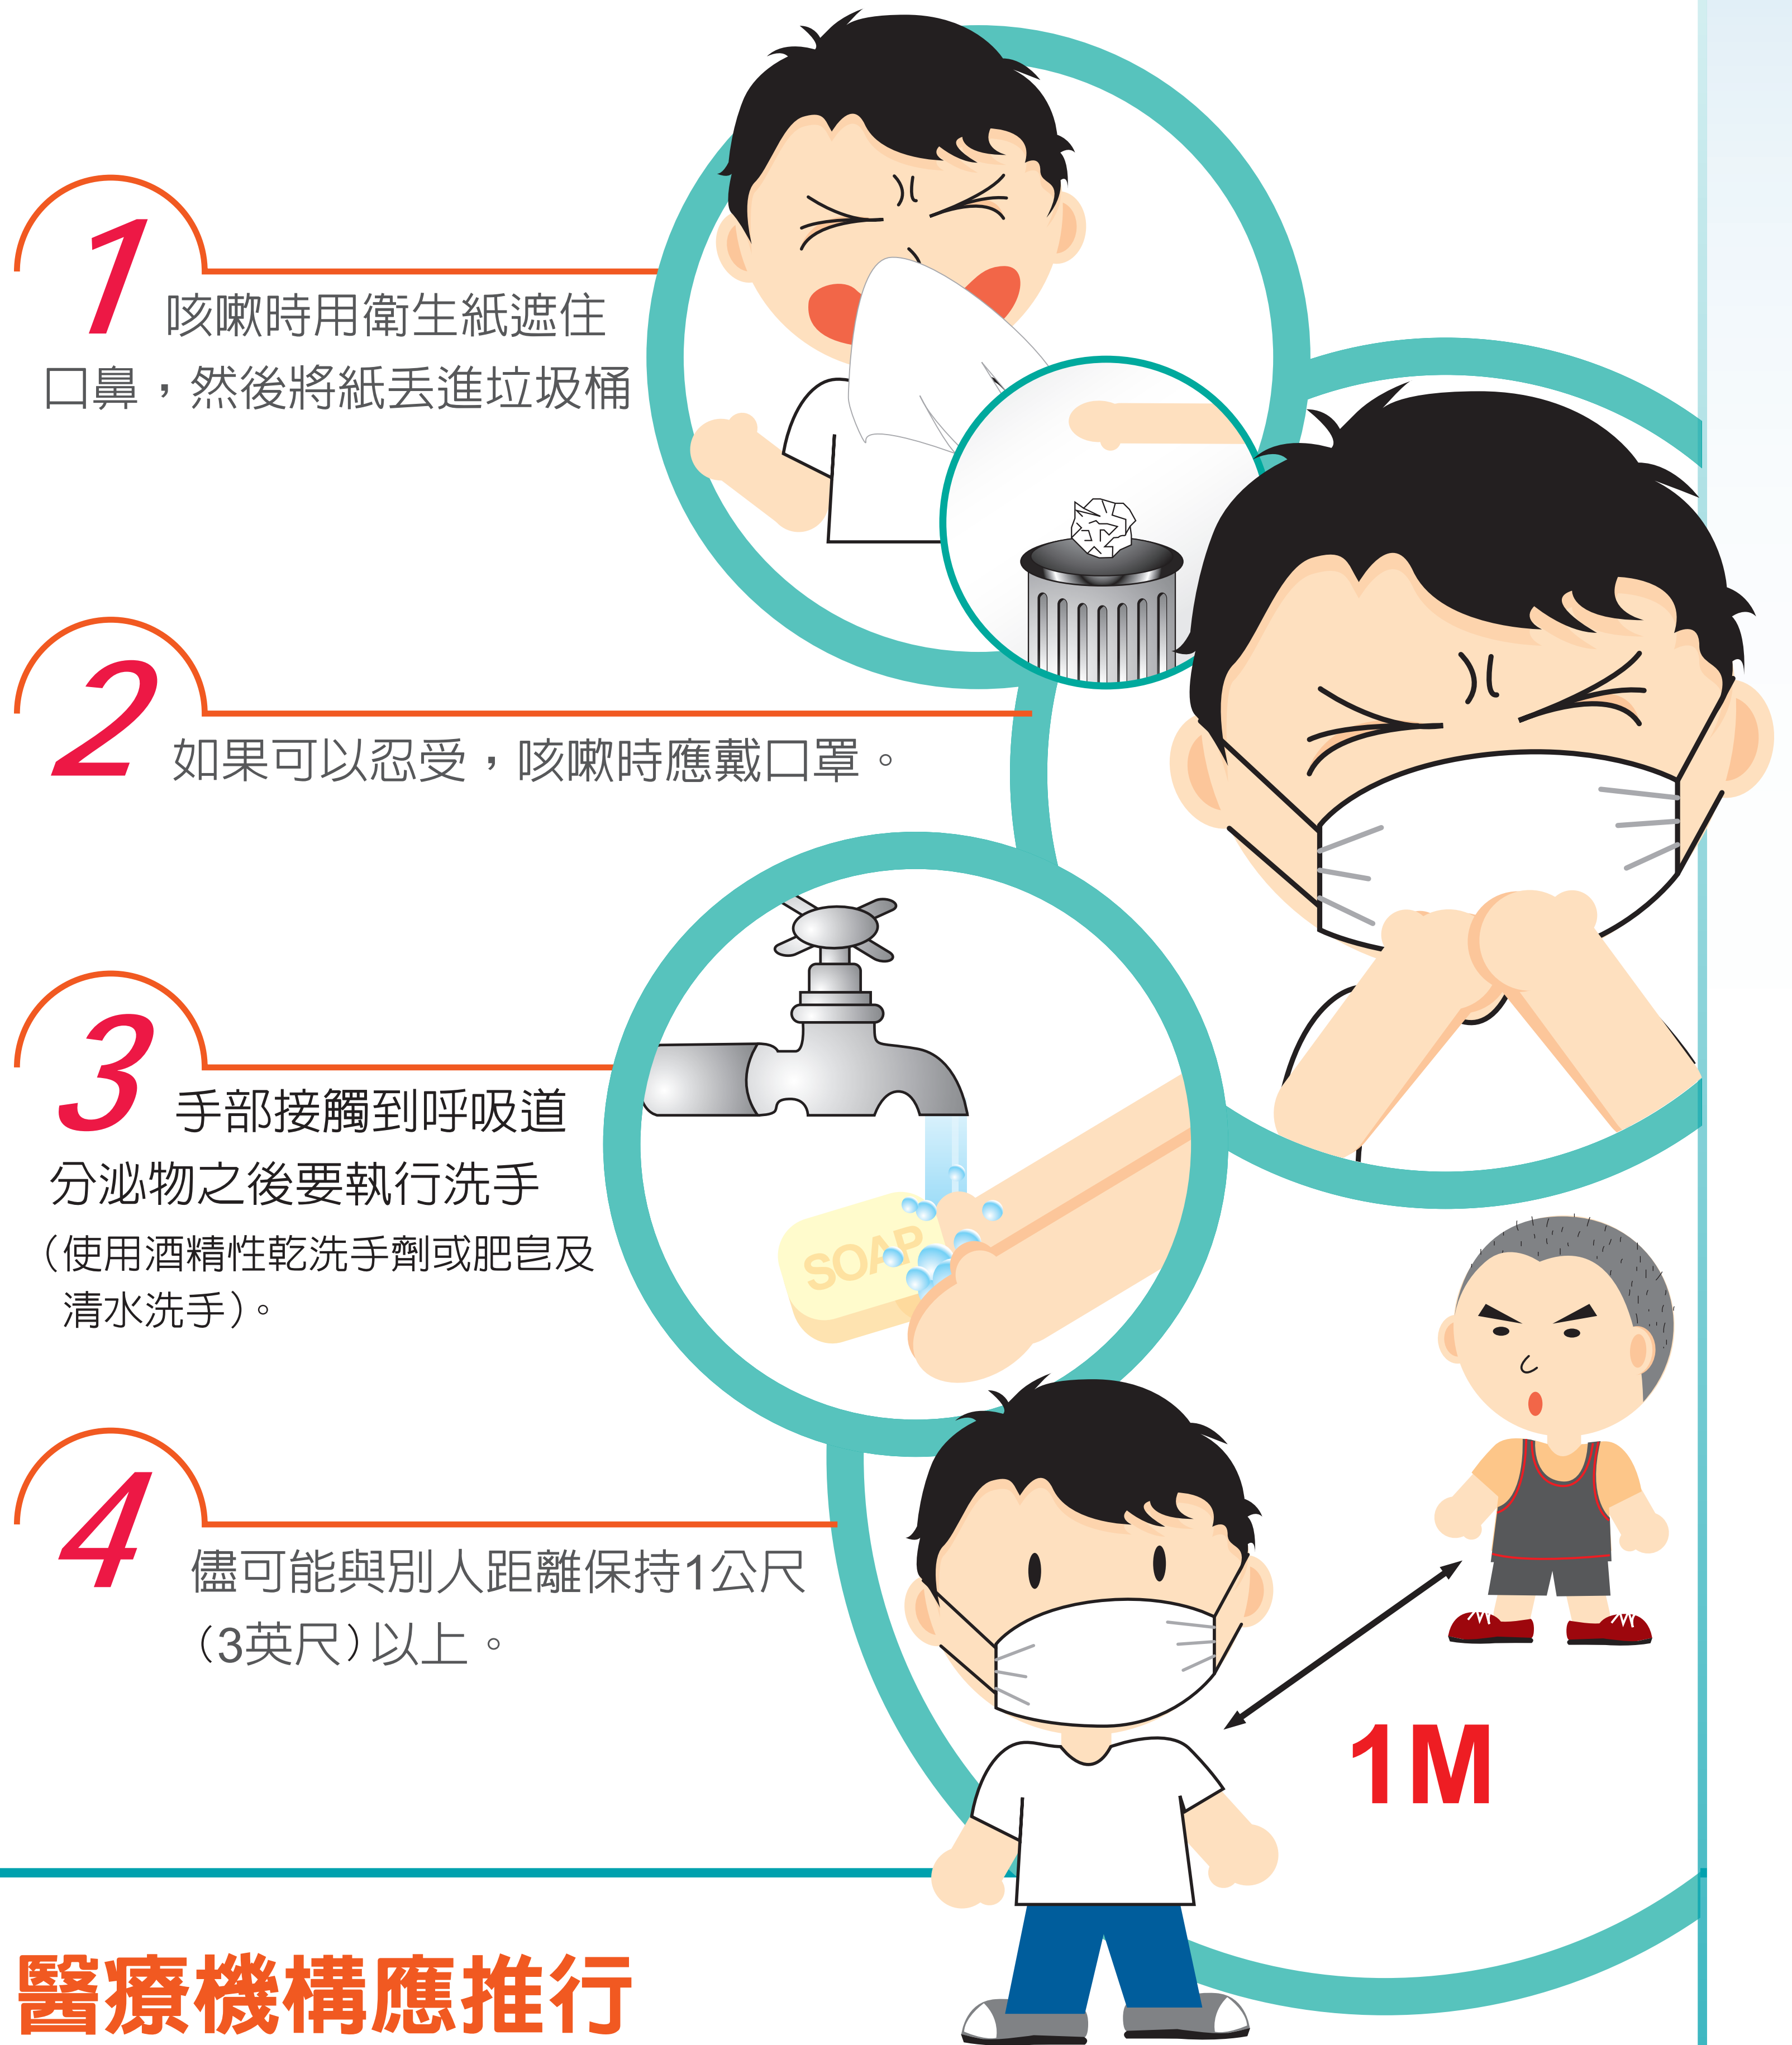 1 咳嗽時用衛生紙遮住
口鼻，然後將紙丟進垃圾桶
2 如果可以忍受，咳嗽時應戴口罩。
3 手部接觸到呼吸道
分泌物之後要執行洗手
（使用酒精性乾洗手劑或肥皂及
清水洗手）。
SOAP
4 儘可能與別人距離保持1公尺
（3英尺）以上。
1M
醫療機構應推行